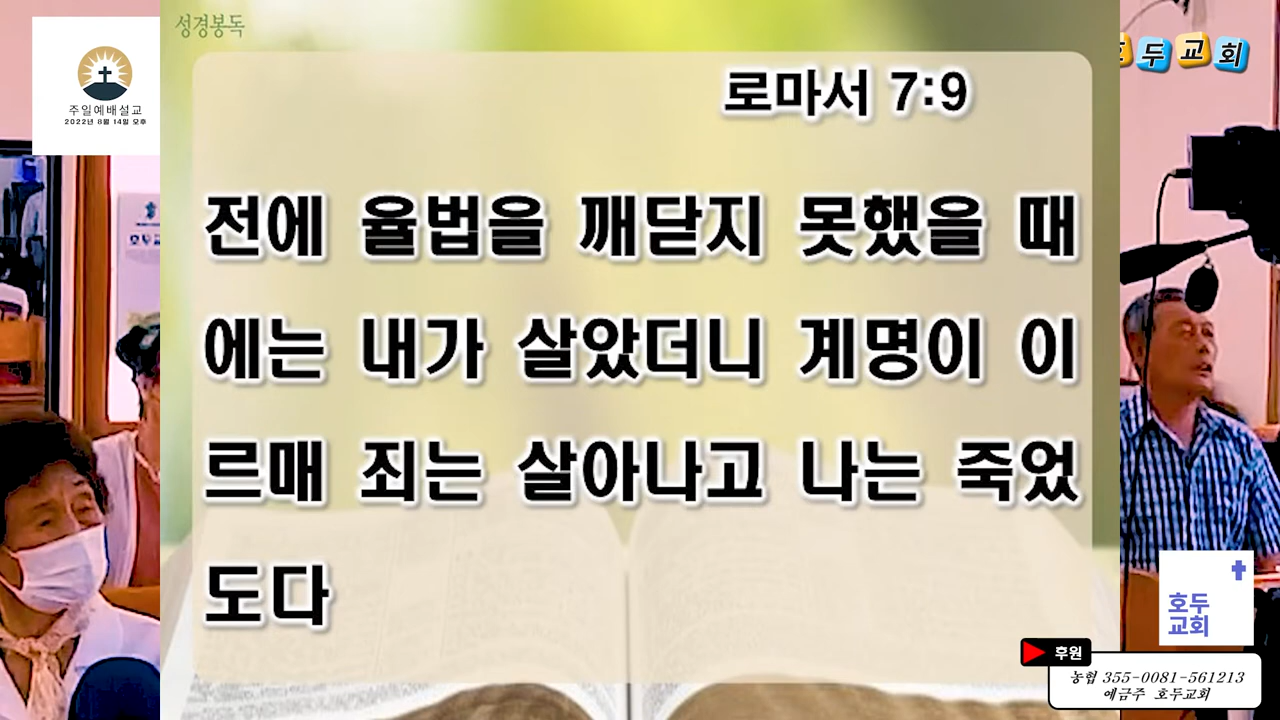 성경봉독
로마서 7:9
전에 율법을 깨닫지 못했을 때
에는 내가 살았더니 계명이 이
르매 죄는 살아나고 나는 죽었
도다
주일예배설교
2022년 8월 14일 오후
호두교회
호두
교회
후원
농협 355-0081-561213
예금주 호두교회